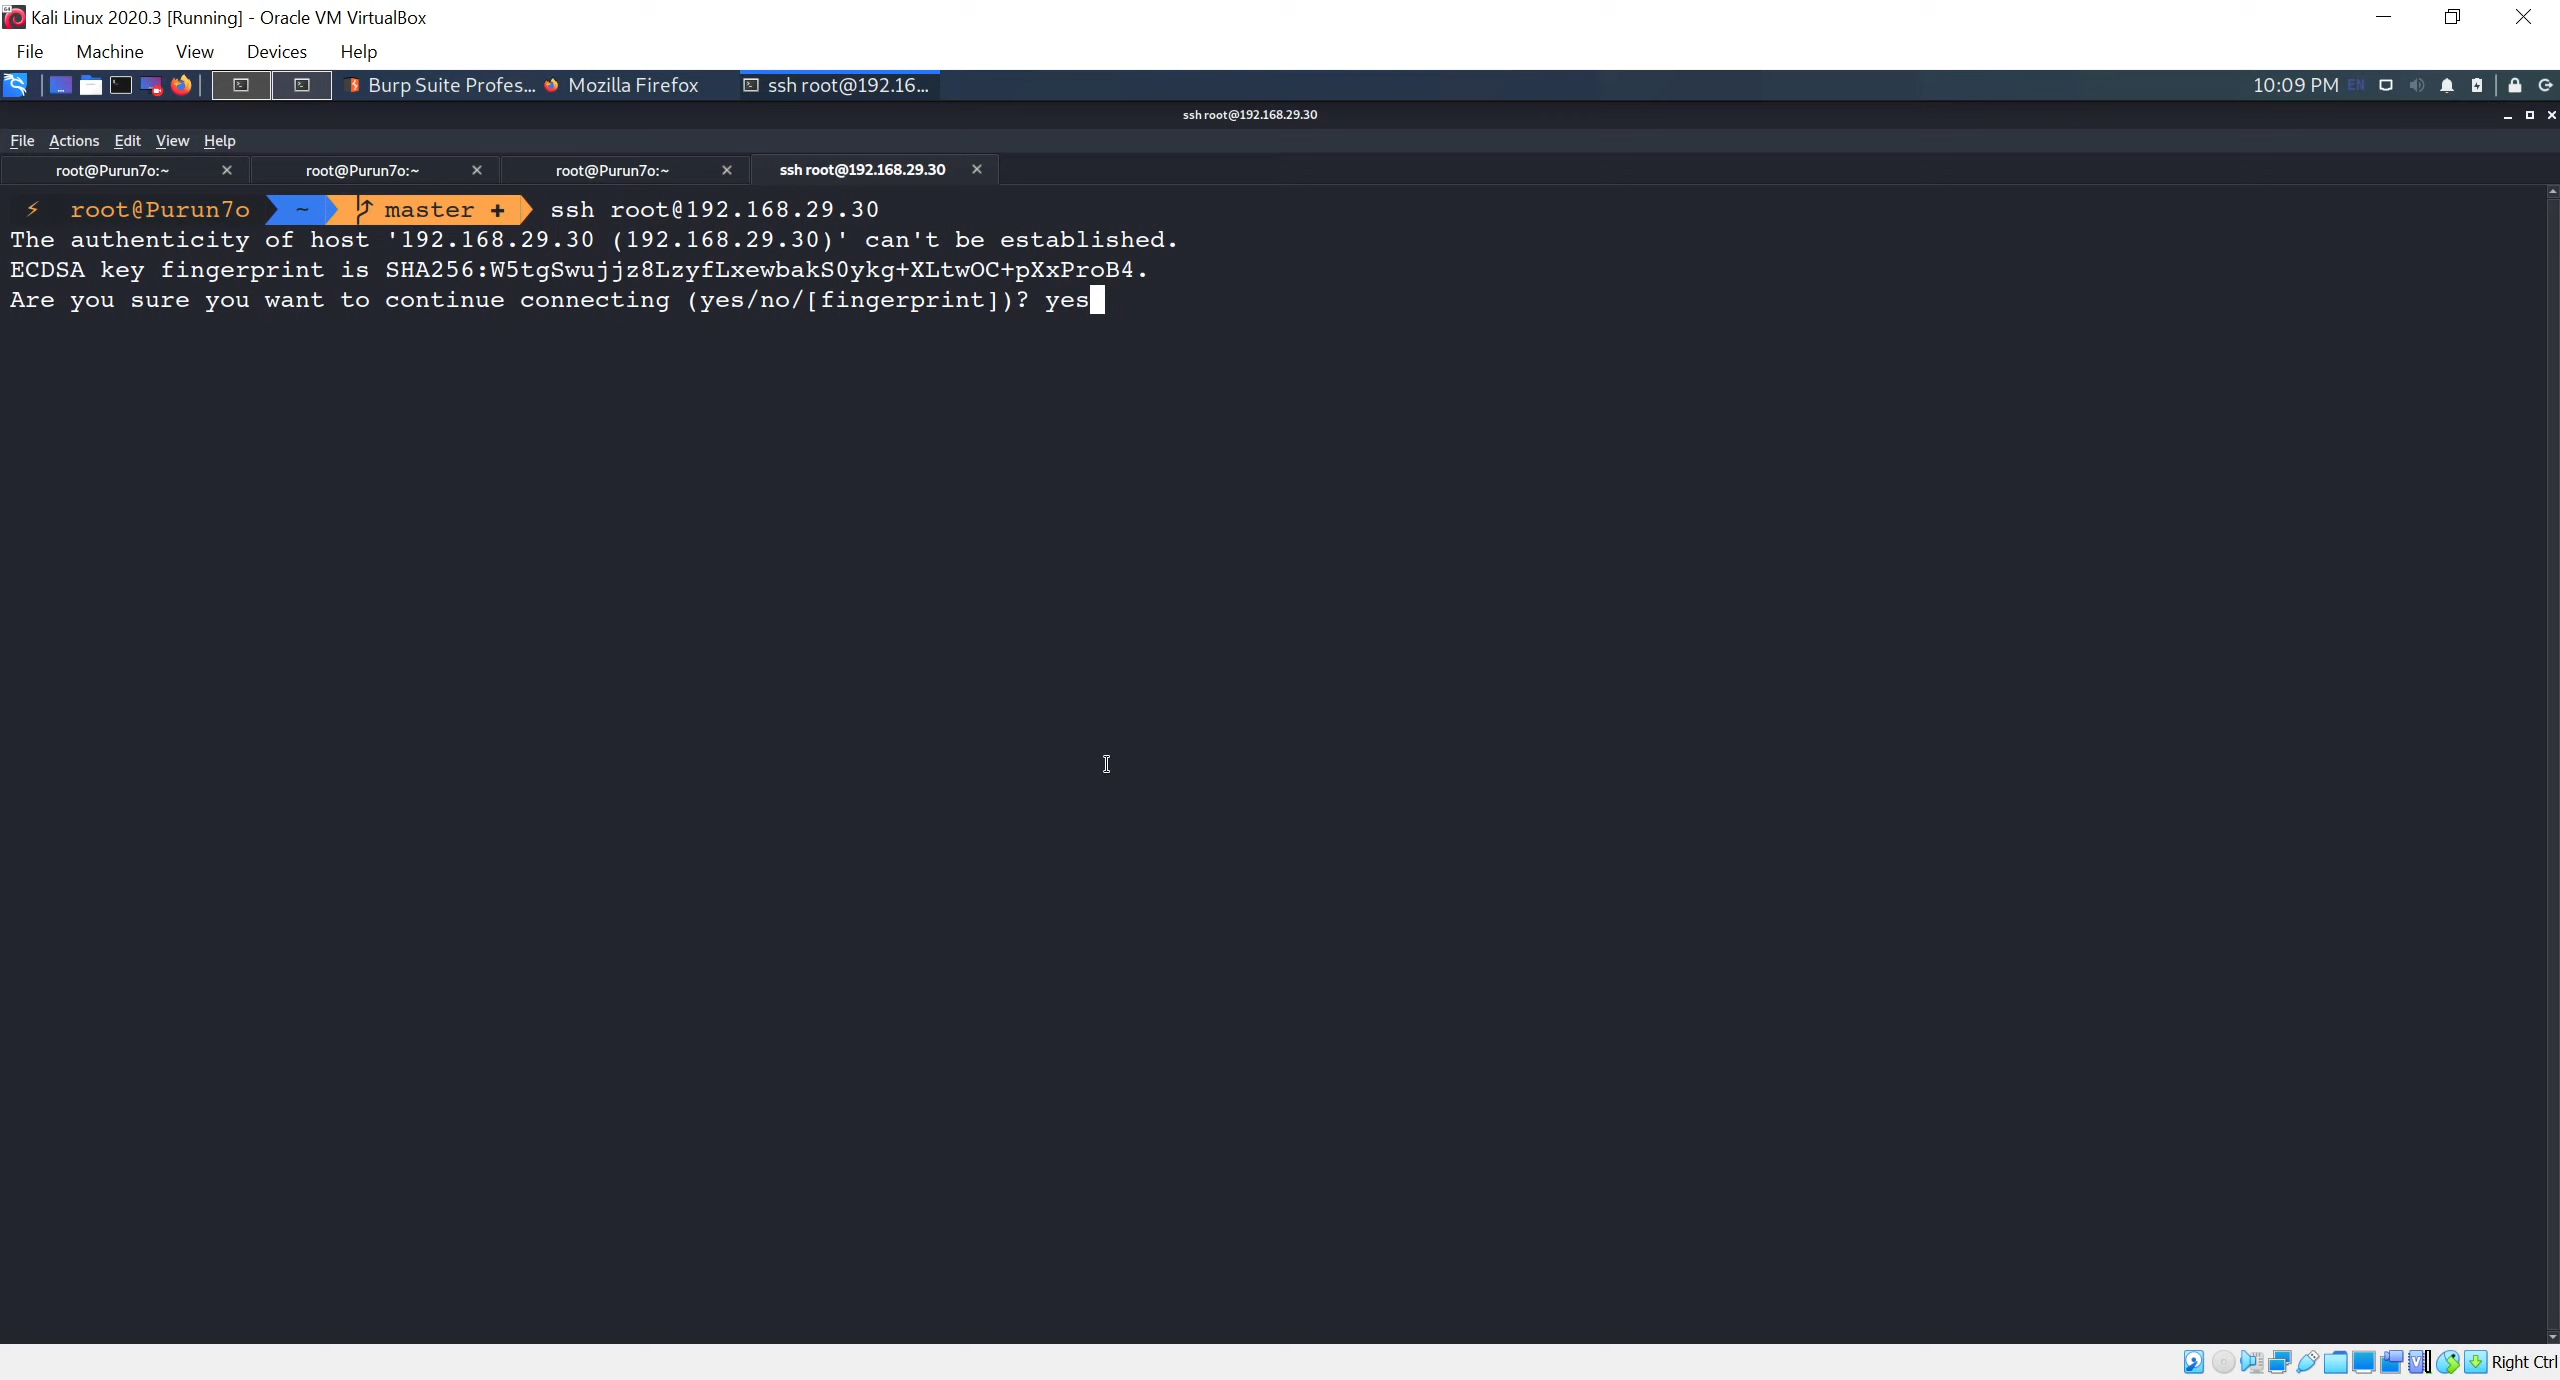 Kali Linux 2020.3 [Running] - Oracle VM VirtualBox
File Machine View Devices Help
Burp Suite Profes... Mozilla Firefox ssh root@192.16... 10:09 PM EN
ssh root@192.168.29.30
File Actions Edit View Help
root@Purun7o:~ root@Purun7o:~ root@Purun7o:~ ssh root@192.168.29.30
root@Purun7o ~ master + ssh root@192.168.29.30
The authenticity of host '192.168.29.30 (192.168.29.30)' can't be established.
ECDSA key fingerprint is SHA256:W5tgSwujjz8LzyfLxewbakS0ykg+XLtwOC+pXxProB4.
Are you sure you want to continue connecting (yes/no/[fingerprint])? yes
Right Ctrl